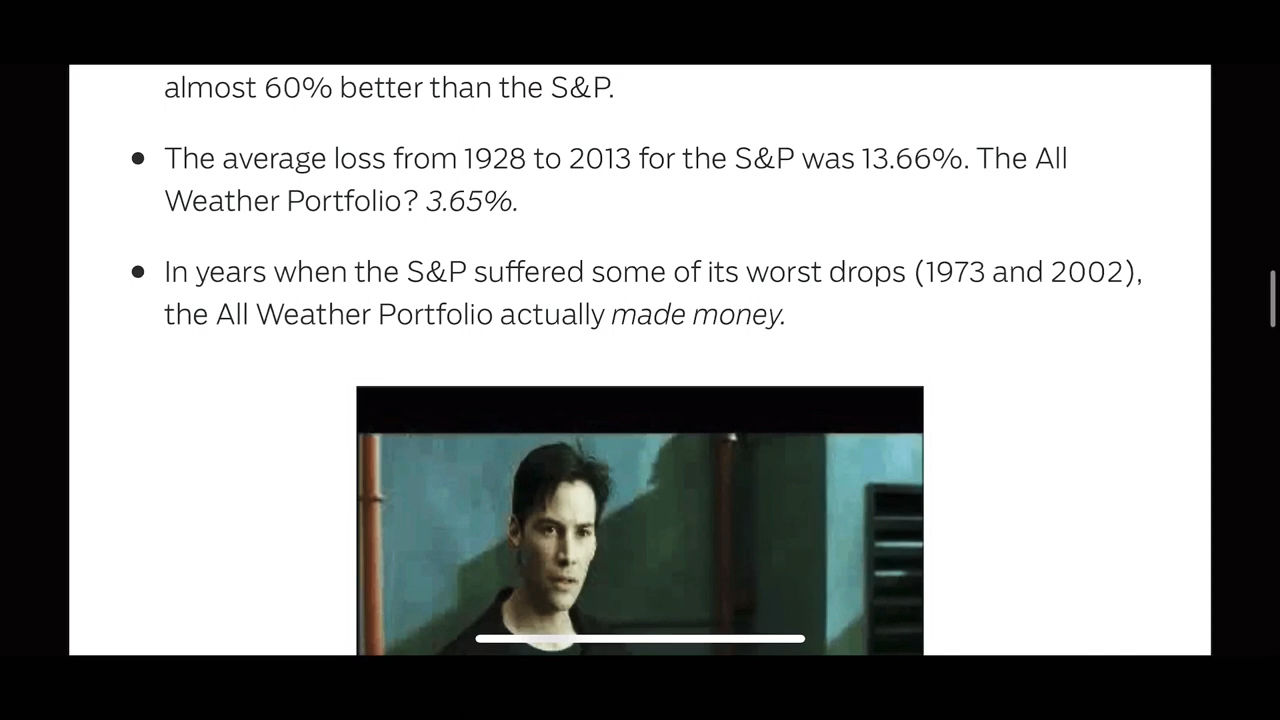 almost 60% better than the S&P.
● The average loss from 1928 to 2013 for the S&P was 13.66%. The All
Weather Portfolio? 3.65%.
● In years when the S&P suffered some of its worst drops (1973 and 2002),
the All Weather Portfolio actually made money.